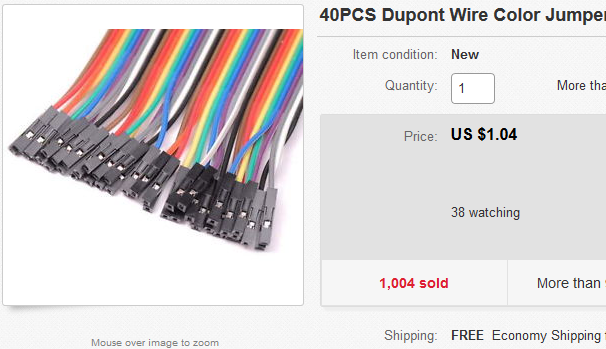 40PCS Dupont Wire Color Jumper
Item condition: New
Quantity: 1 More tha
Price: US $1.04
38 watching
1,004 sold More than
Shipping: FREE Economy Shipping
Mouse over image to zoom